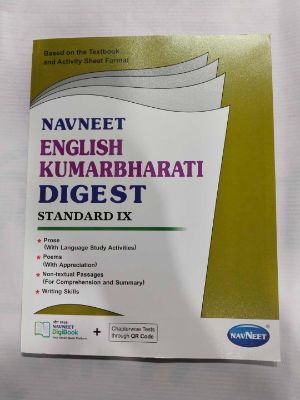 Based on the Textbook
and Activity Sheet Format
NAVNEET
ENGLISH
KUMARBHARATI
DIGEST
STANDARD IX
★ Prose
(With Language Study Activities)
★ Poems
(With Appreciation)
★ Non-textual Passages
(For Comprehension and Summary)
★ Writing Skills
NAVNEET
DigiBook
+
Chapterwise Tests
through QR Code
NAVNEET